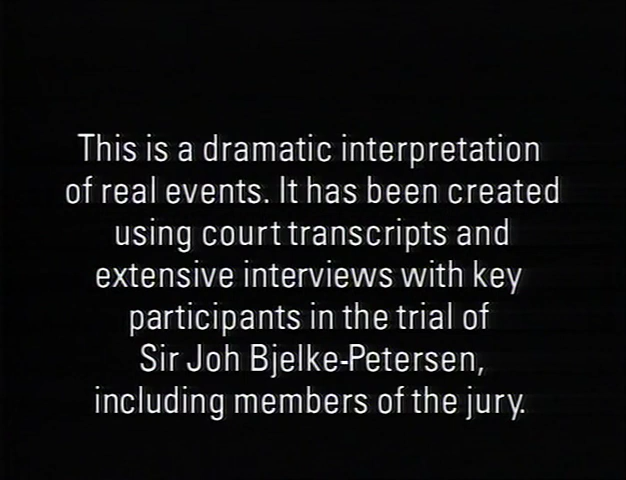 This is a dramatic interpretation
of real events. It has been created
using court transcripts and
extensive interviews with key
participants in the trial of
Sir Joh Bjelke-Petersen,
including members of the jury.